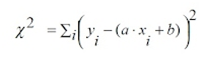 χ² = Σᵢ(yᵢ −(a·xᵢ + b))²